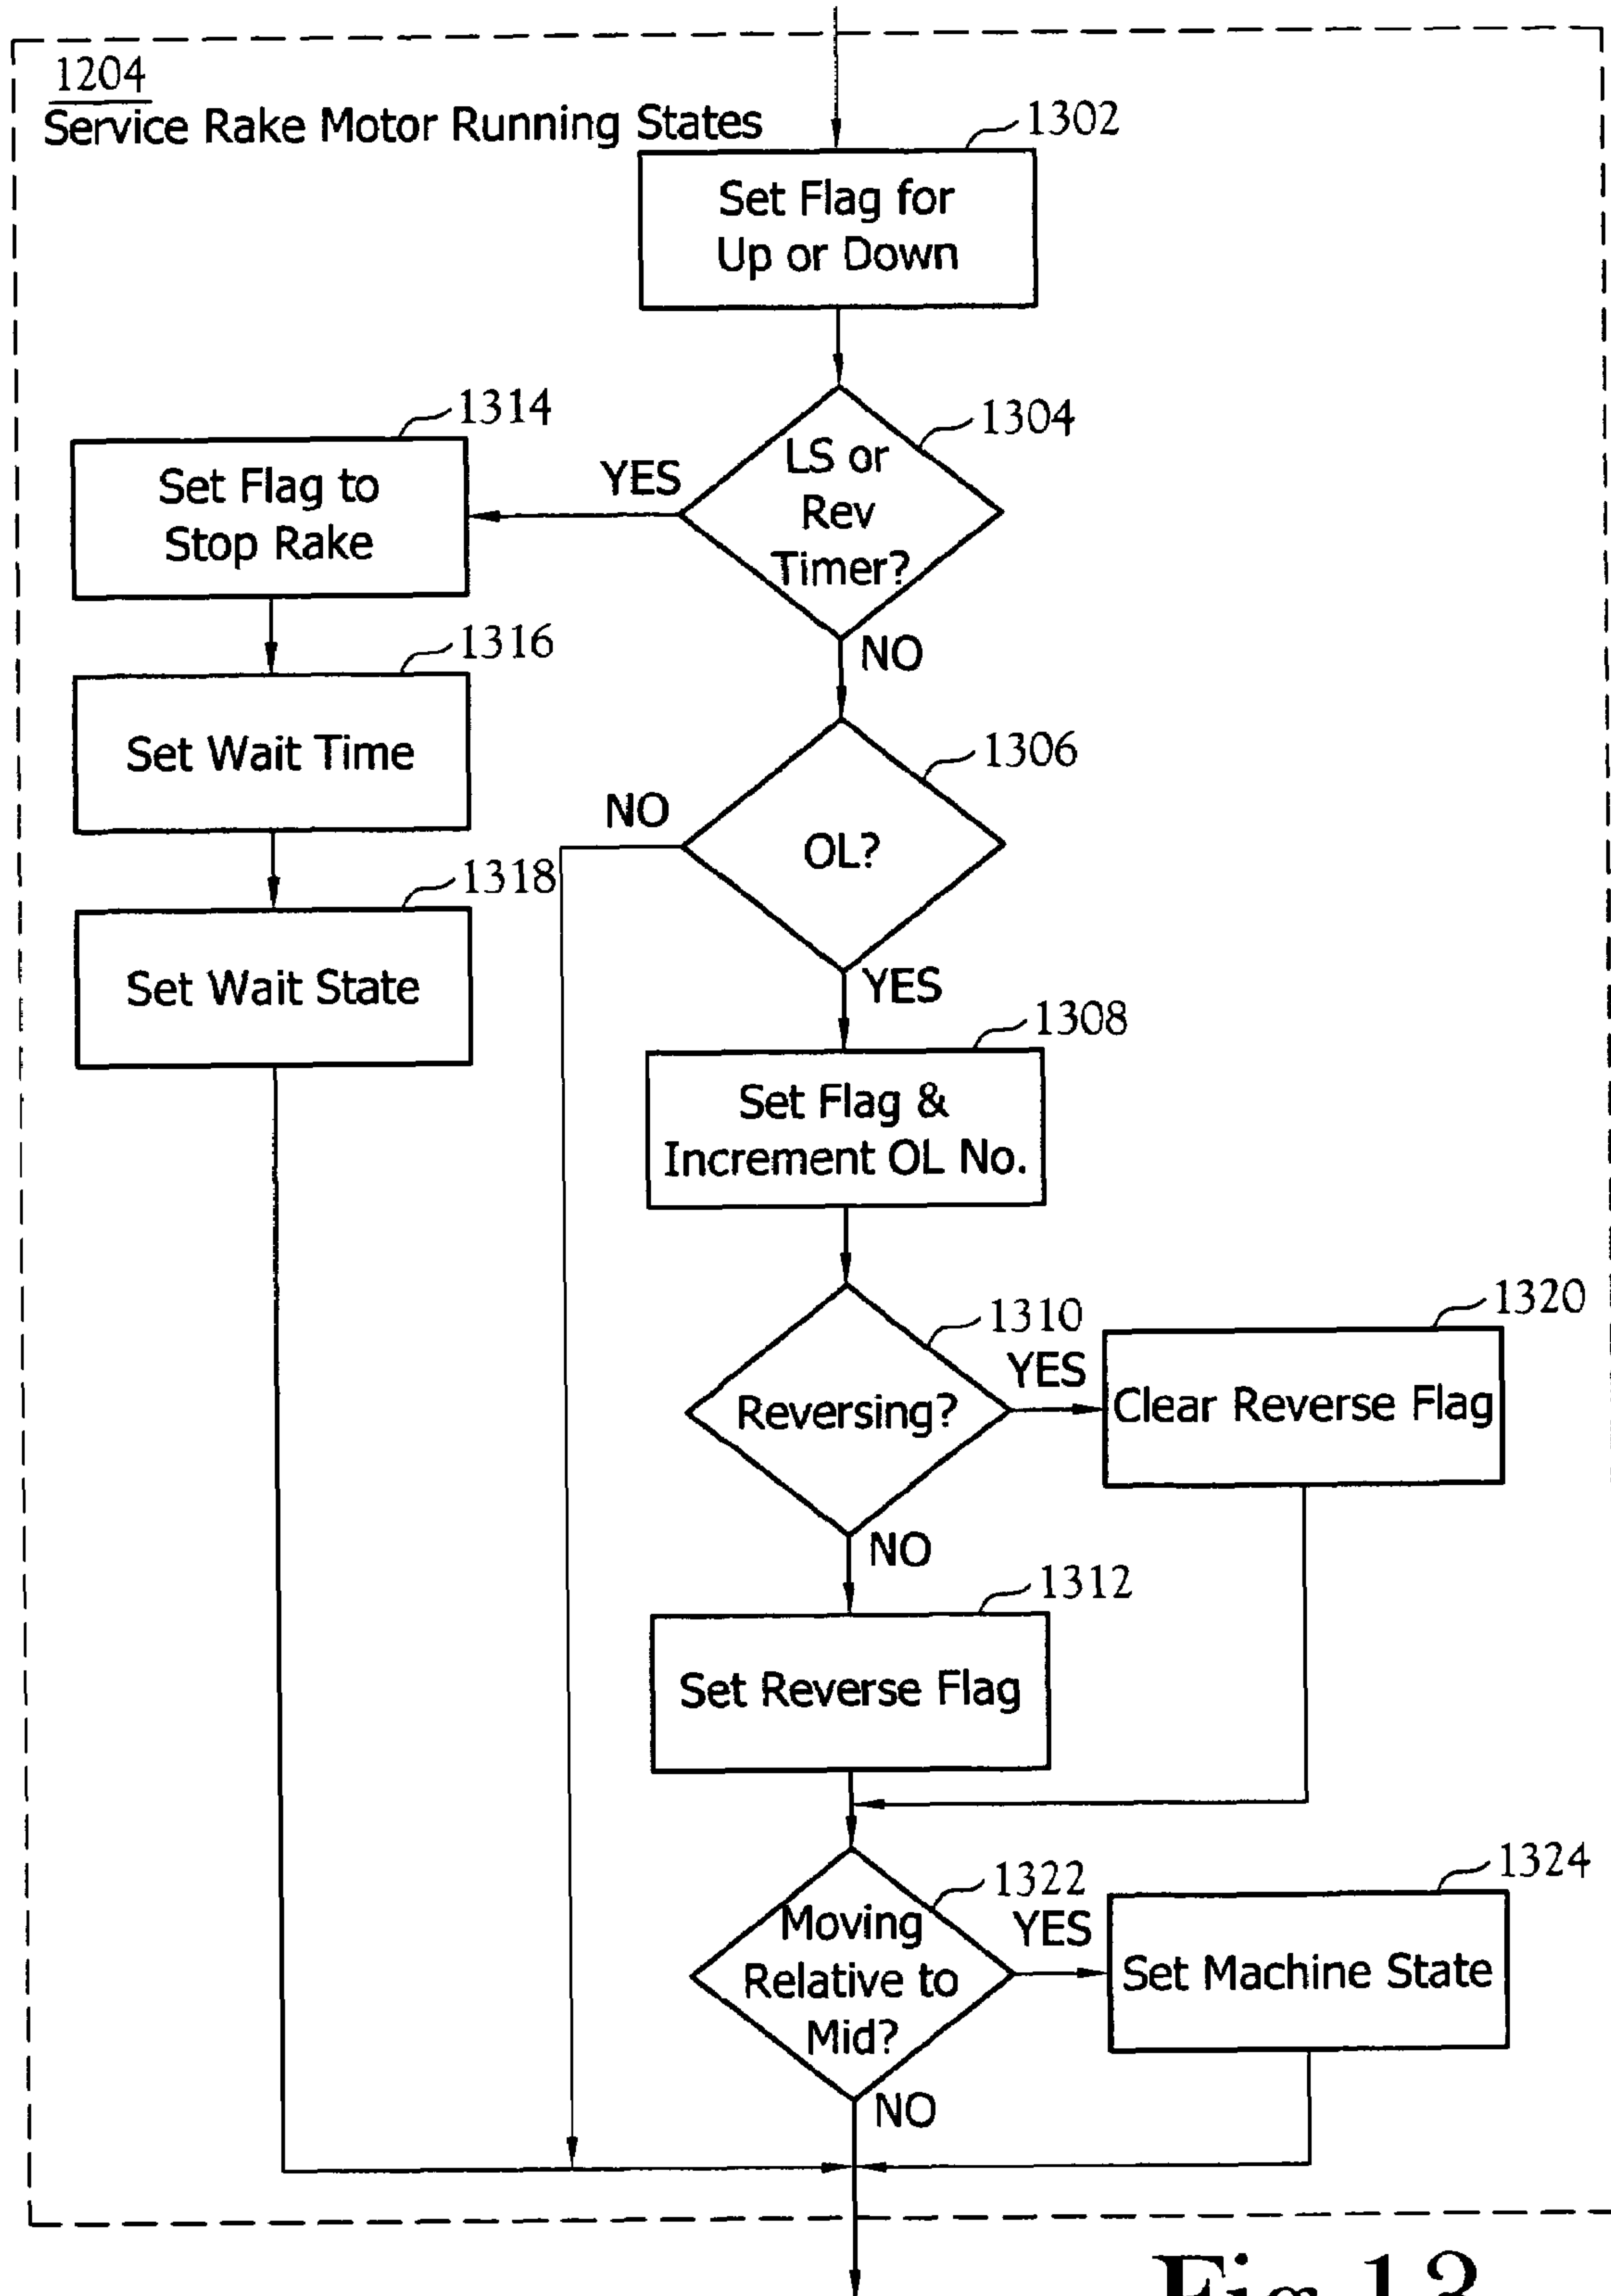 1204
Service Rake Motor Running States
1302
Set Flag for
Up or Down
1304
LS or
Rev
Timer?
YES
NO
1314
Set Flag to
Stop Rake
1316
Set Wait Time
1318
Set Wait State
1306
OL?
NO
YES
1308
Set Flag &
Increment OL No.
1310
Reversing?
YES
NO
1320
Clear Reverse Flag
1312
Set Reverse Flag
1322
Moving
Relative to
Mid?
YES
NO
1324
Set Machine State
Fig.13